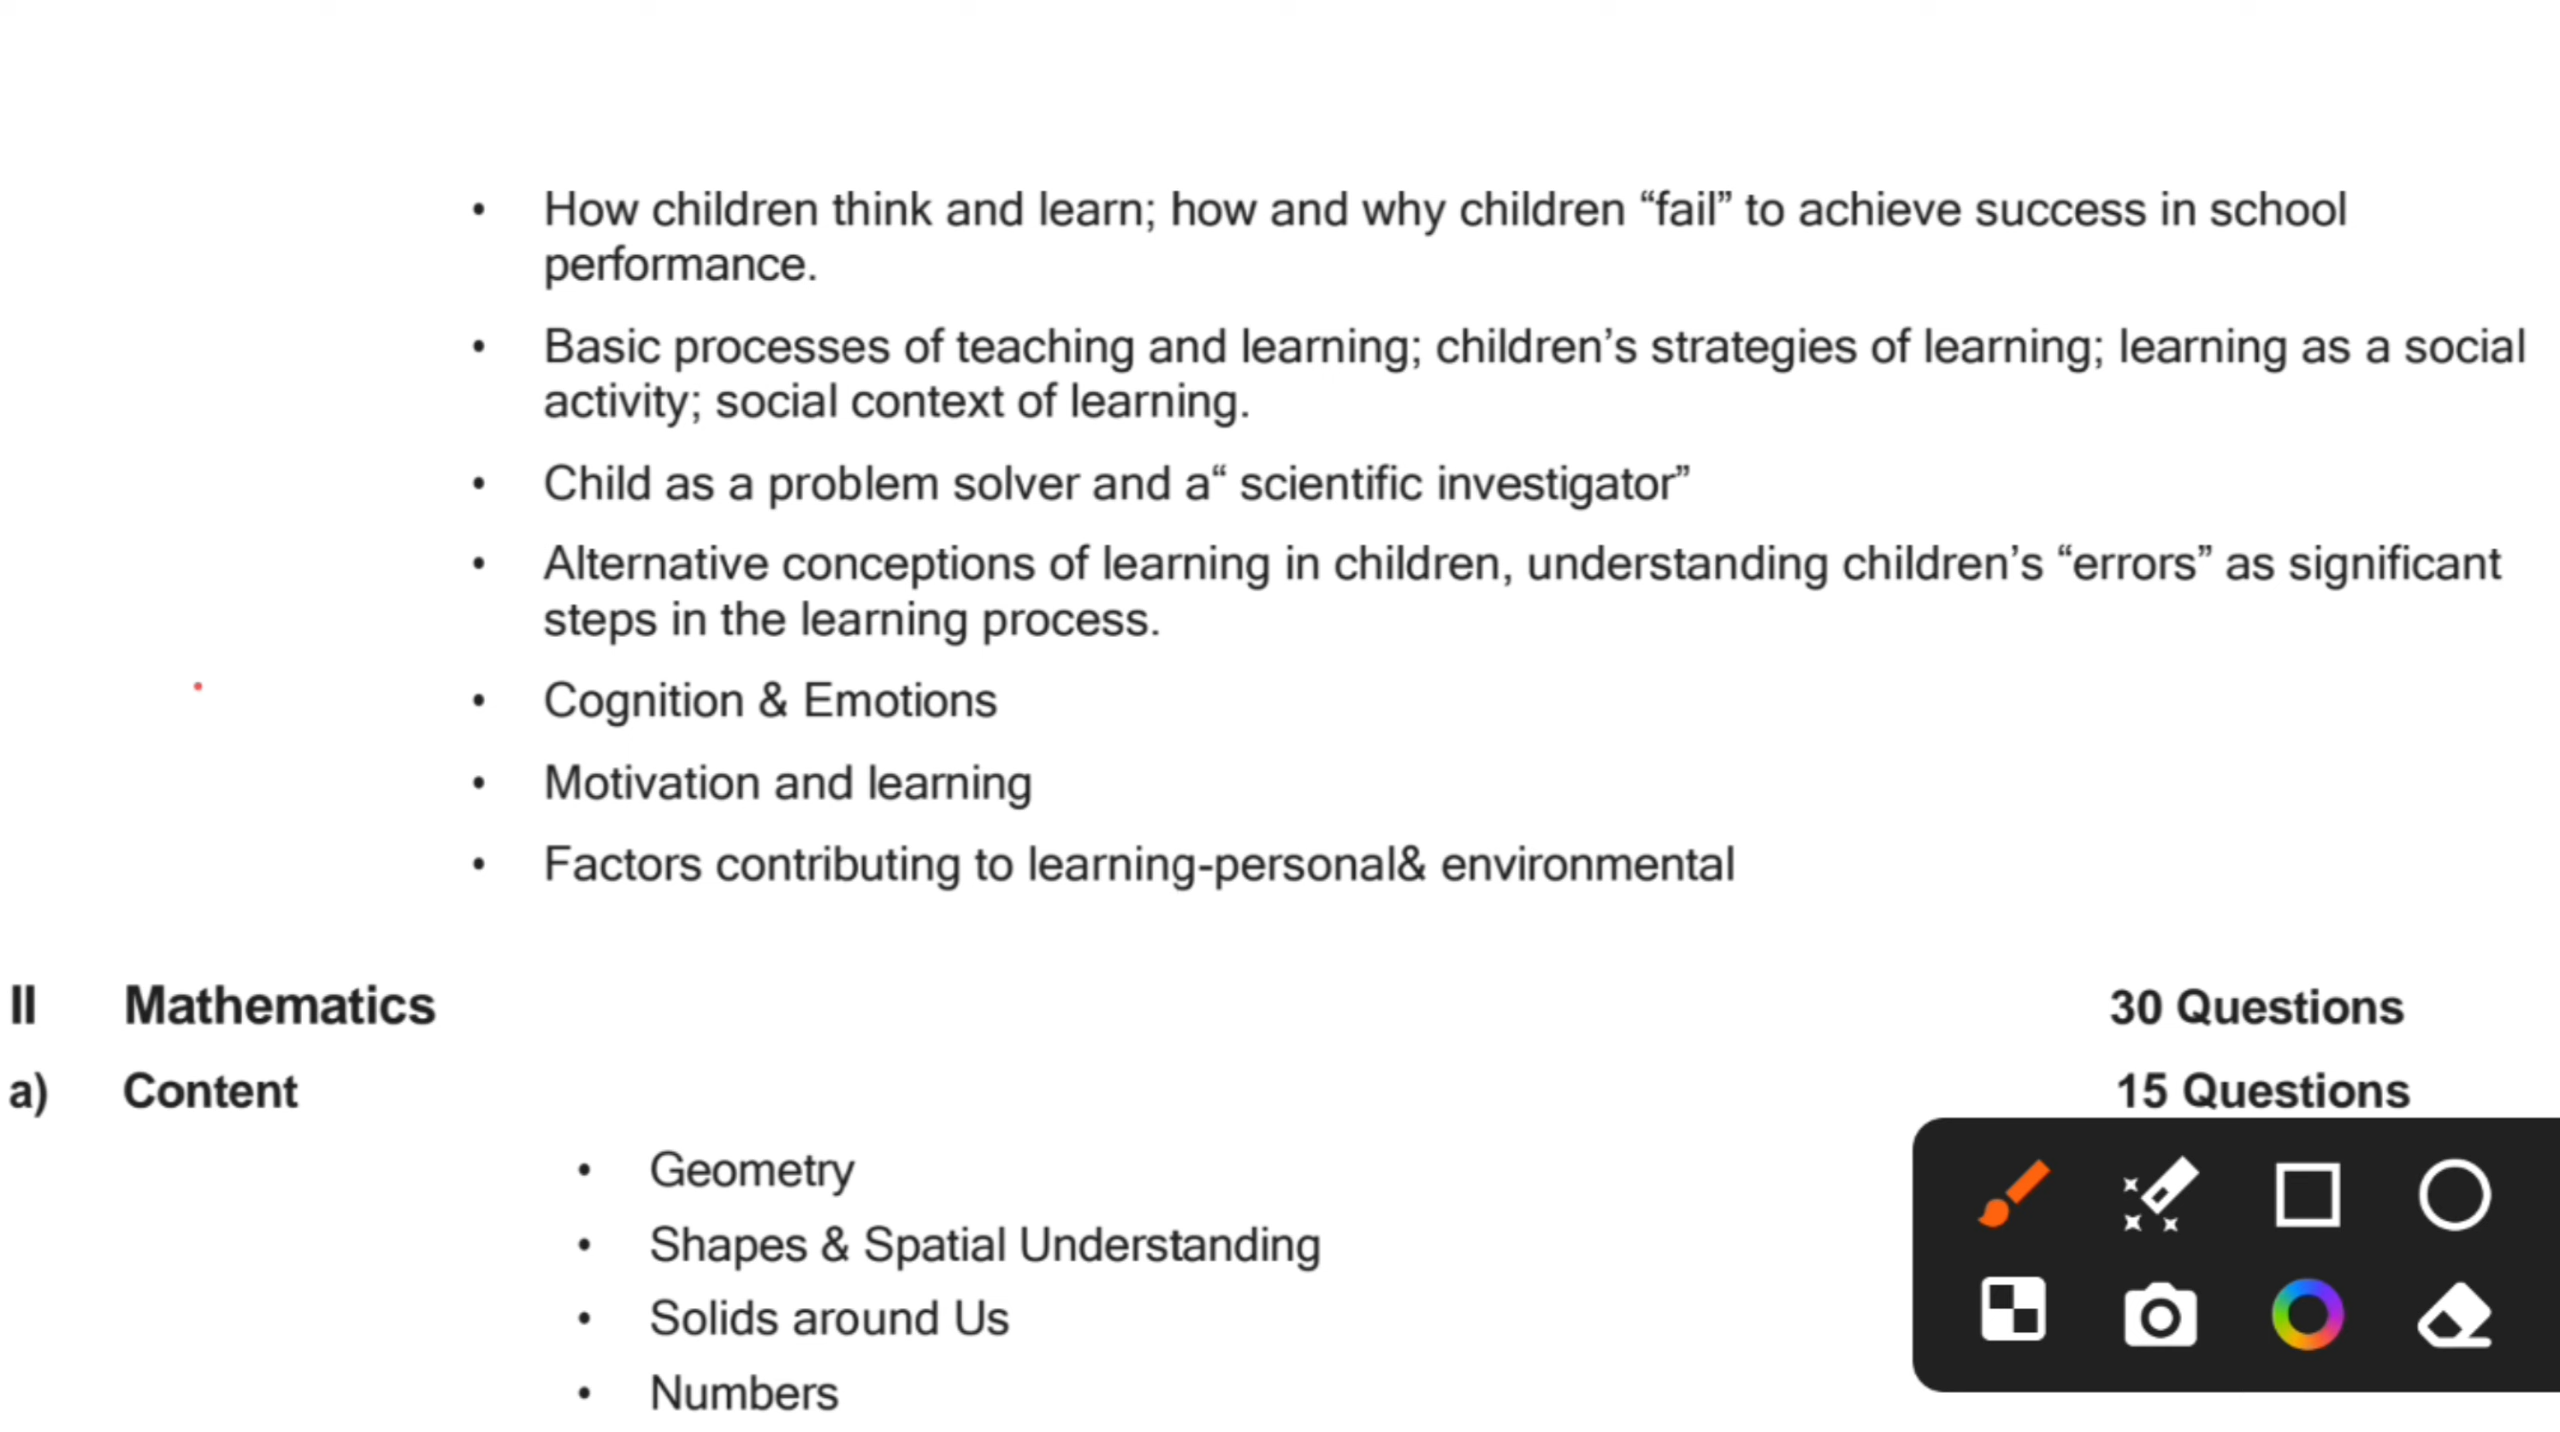 • How children think and learn; how and why children “fail” to achieve success in school
performance.
• Basic processes of teaching and learning; children’s strategies of learning; learning as a social
activity; social context of learning.
• Child as a problem solver and a“ scientific investigator”
• Alternative conceptions of learning in children, understanding children’s “errors” as significant
steps in the learning process.
• Cognition & Emotions
• Motivation and learning
• Factors contributing to learning-personal& environmental
II Mathematics 30 Questions
a) Content 15 Questions
• Geometry
• Shapes & Spatial Understanding
• Solids around Us
• Numbers